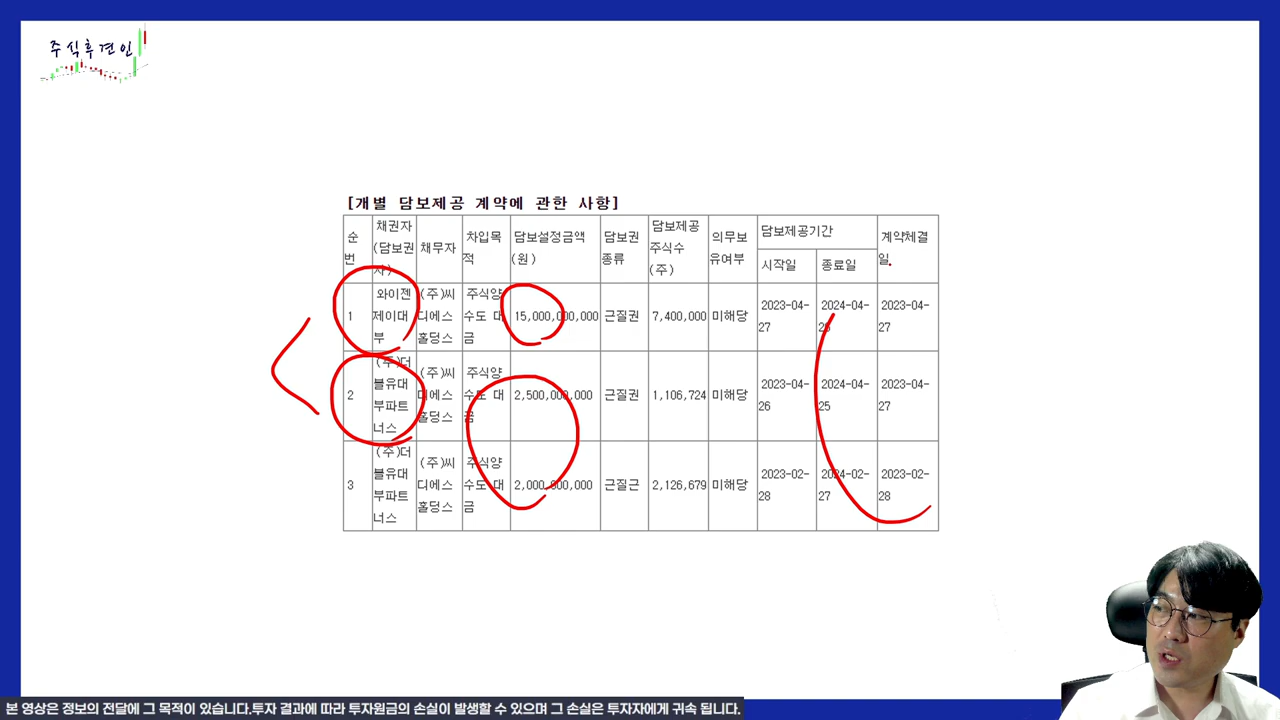 주식후견인
[개별 담보제공 계약에 관한 사항]
순번 채권자(담보권자) 채무자 차입목적 담보설정금액(원) 담보권종류 담보제공주식수(주) 의무보유여부 담보제공기간 계약체결일
시작일 종료일
1 와이젠제이대부 (주)씨디에스홀딩스 주식양수도 대금 15,000,000,000 근질권 7,400,000 미해당 2023-04-27 2024-04-26 2023-04-27
2 (주)더블유대부파트너스 (주)씨디에스홀딩스 주식양수도 대금 2,500,000,000 근질권 1,106,724 미해당 2023-04-26 2024-04-25 2023-04-27
3 (주)더블유대부파트너스 (주)씨디에스홀딩스 주식양수도 대금 2,000,000,000 근질근 2,126,679 미해당 2023-02-28 2024-02-27 2023-02-28
본 영상은 정보의 전달에 그 목적이 있습니다.투자 결과에 따라 투자원금의 손실이 발생할 수 있으며 그 손실은 투자자에게 귀속 됩니다.